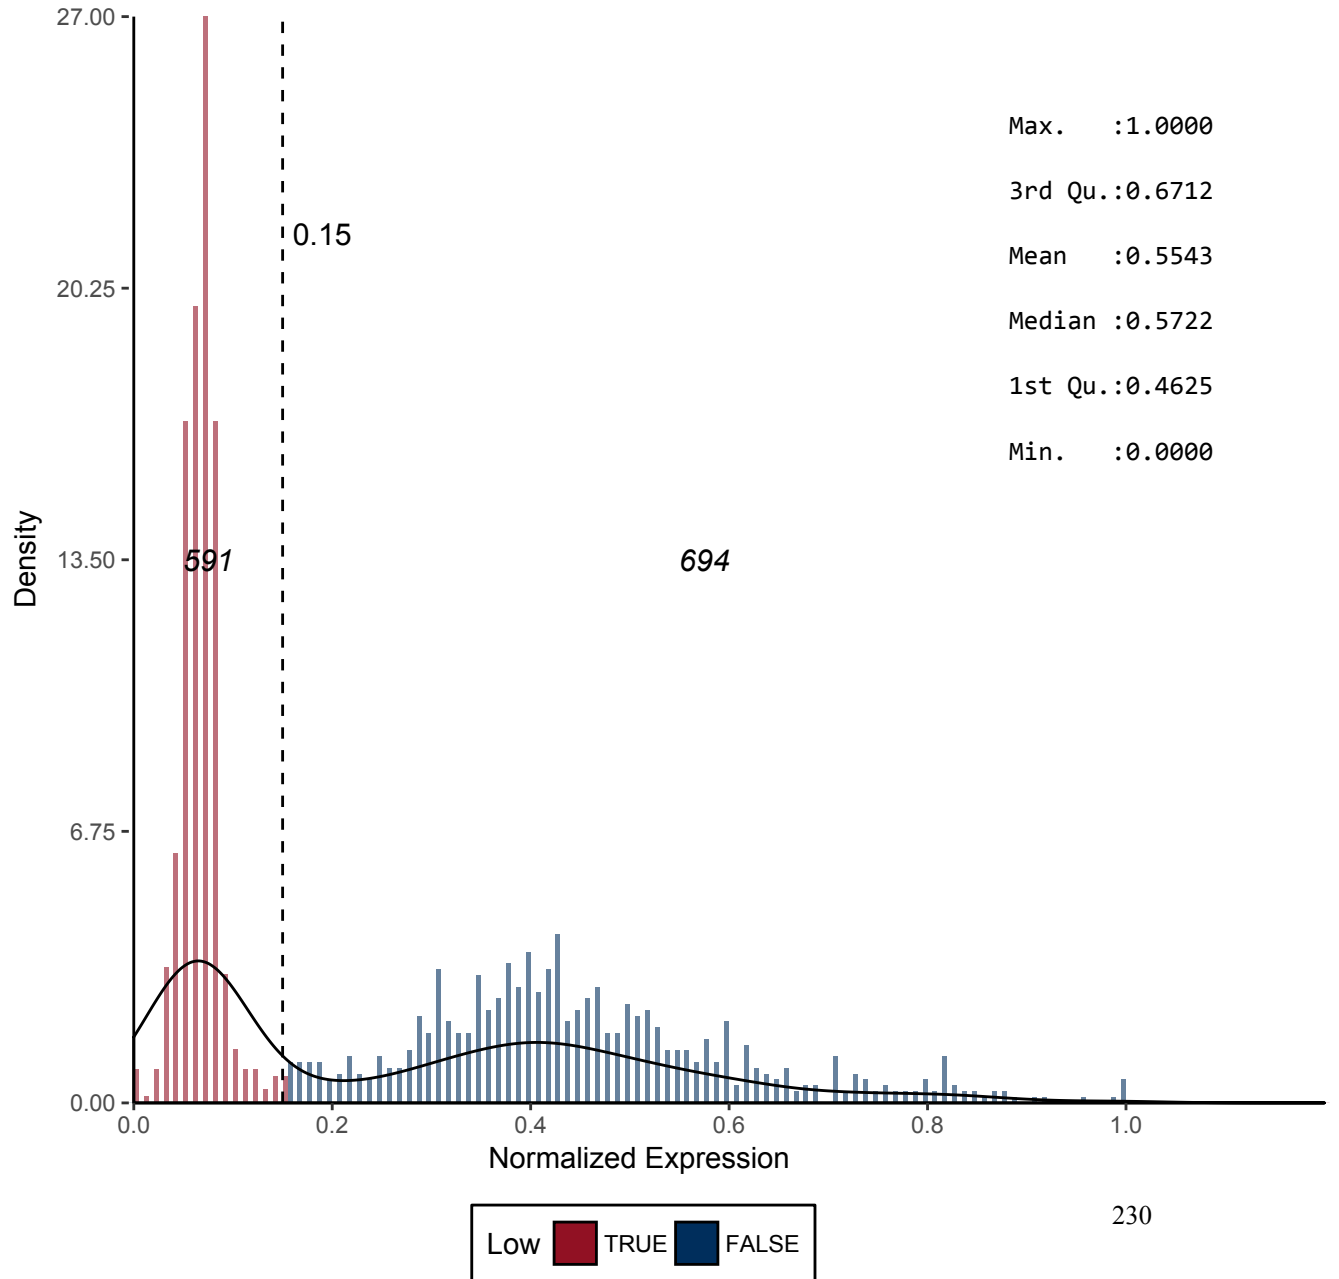 27.00
20.25
13.50
6.75
0.00
Density
0.15
591
694
Max.   :1.0000
3rd Qu.:0.6712
Mean   :0.5543
Median :0.5722
1st Qu.:0.4625
Min.   :0.0000
0.0 0.2 0.4 0.6 0.8 1.0
Normalized Expression
230
Low TRUE FALSE